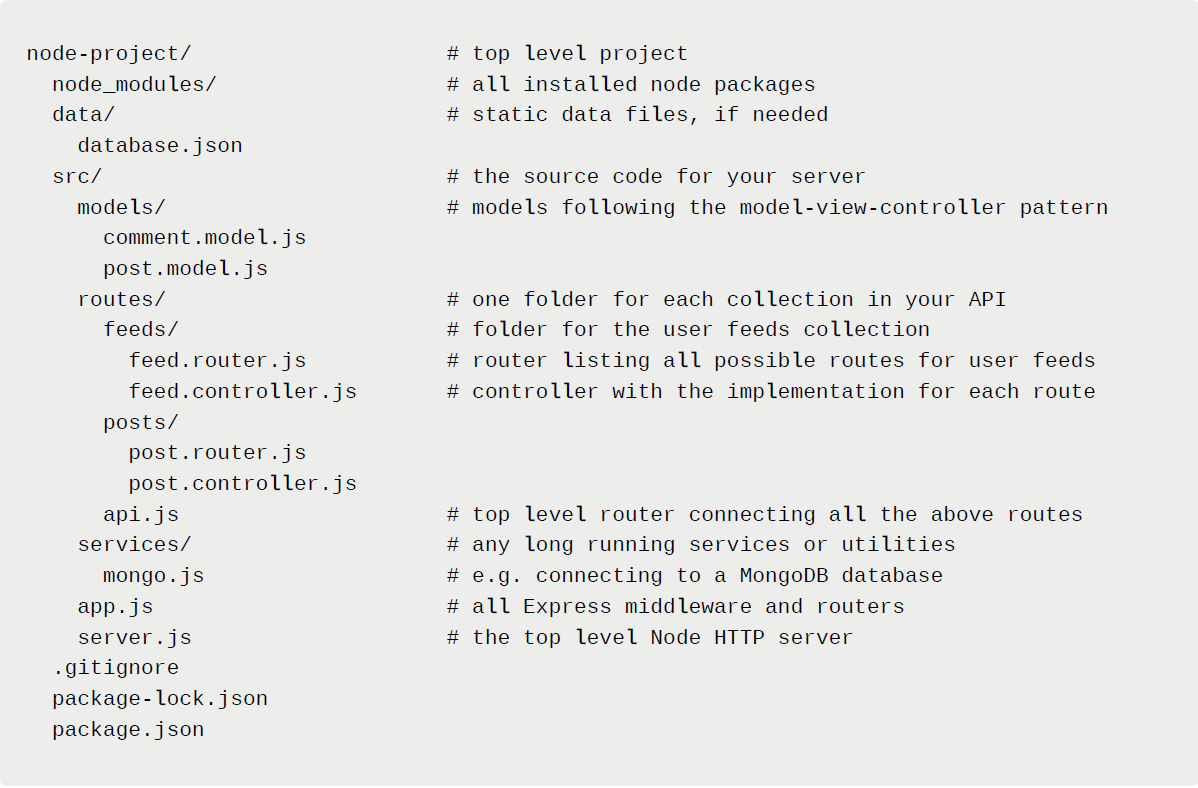 node-project/                    # top level project
  node_modules/                  # all installed node packages
  data/                          # static data files, if needed
    database.json
  src/                           # the source code for your server
    models/                      # models following the model-view-controller pattern
      comment.model.js
      post.model.js
    routes/                      # one folder for each collection in your API
      feeds/                     # folder for the user feeds collection
        feed.router.js           # router listing all possible routes for user feeds
        feed.controller.js       # controller with the implementation for each route
      posts/
        post.router.js
        post.controller.js
      api.js                     # top level router connecting all the above routes
    services/                    # any long running services or utilities
      mongo.js                   # e.g. connecting to a MongoDB database
    app.js                       # all Express middleware and routers
    server.js                    # the top level Node HTTP server
  .gitignore
  package-lock.json
  package.json